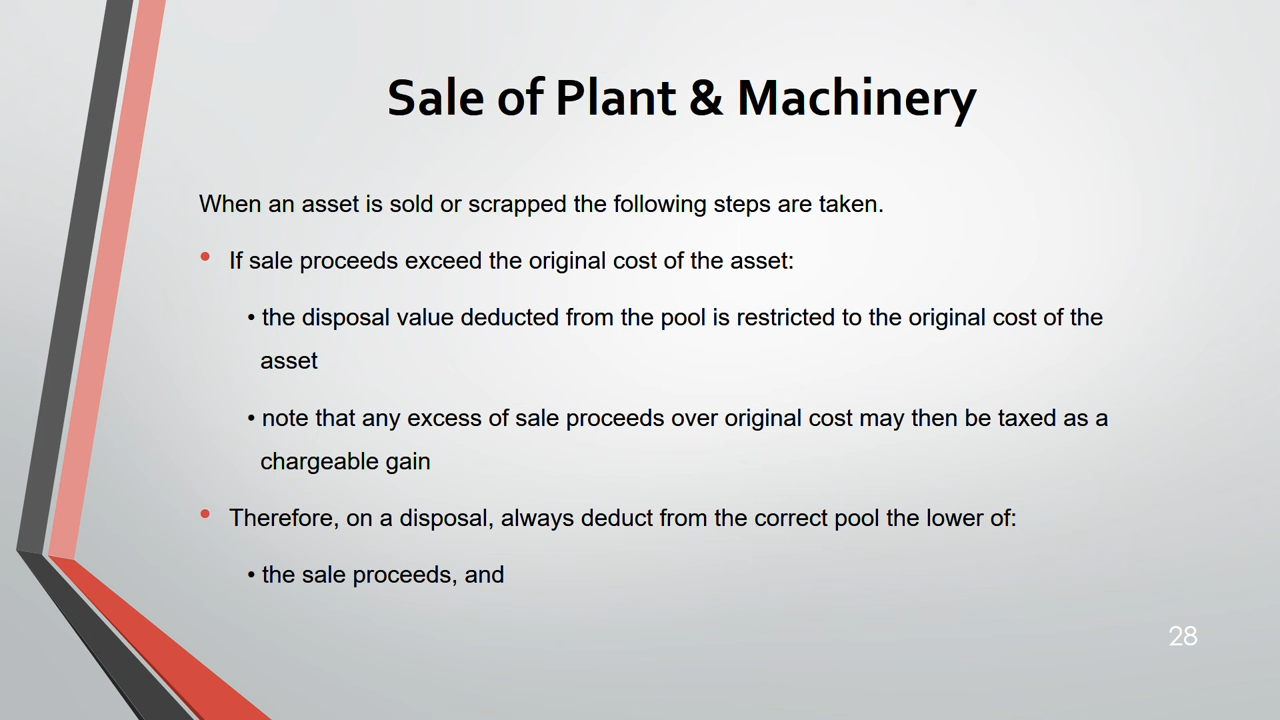 Sale of Plant & Machinery
When an asset is sold or scrapped the following steps are taken.
• If sale proceeds exceed the original cost of the asset:
• the disposal value deducted from the pool is restricted to the original cost of the
asset
• note that any excess of sale proceeds over original cost may then be taxed as a
chargeable gain
• Therefore, on a disposal, always deduct from the correct pool the lower of:
• the sale proceeds, and
28